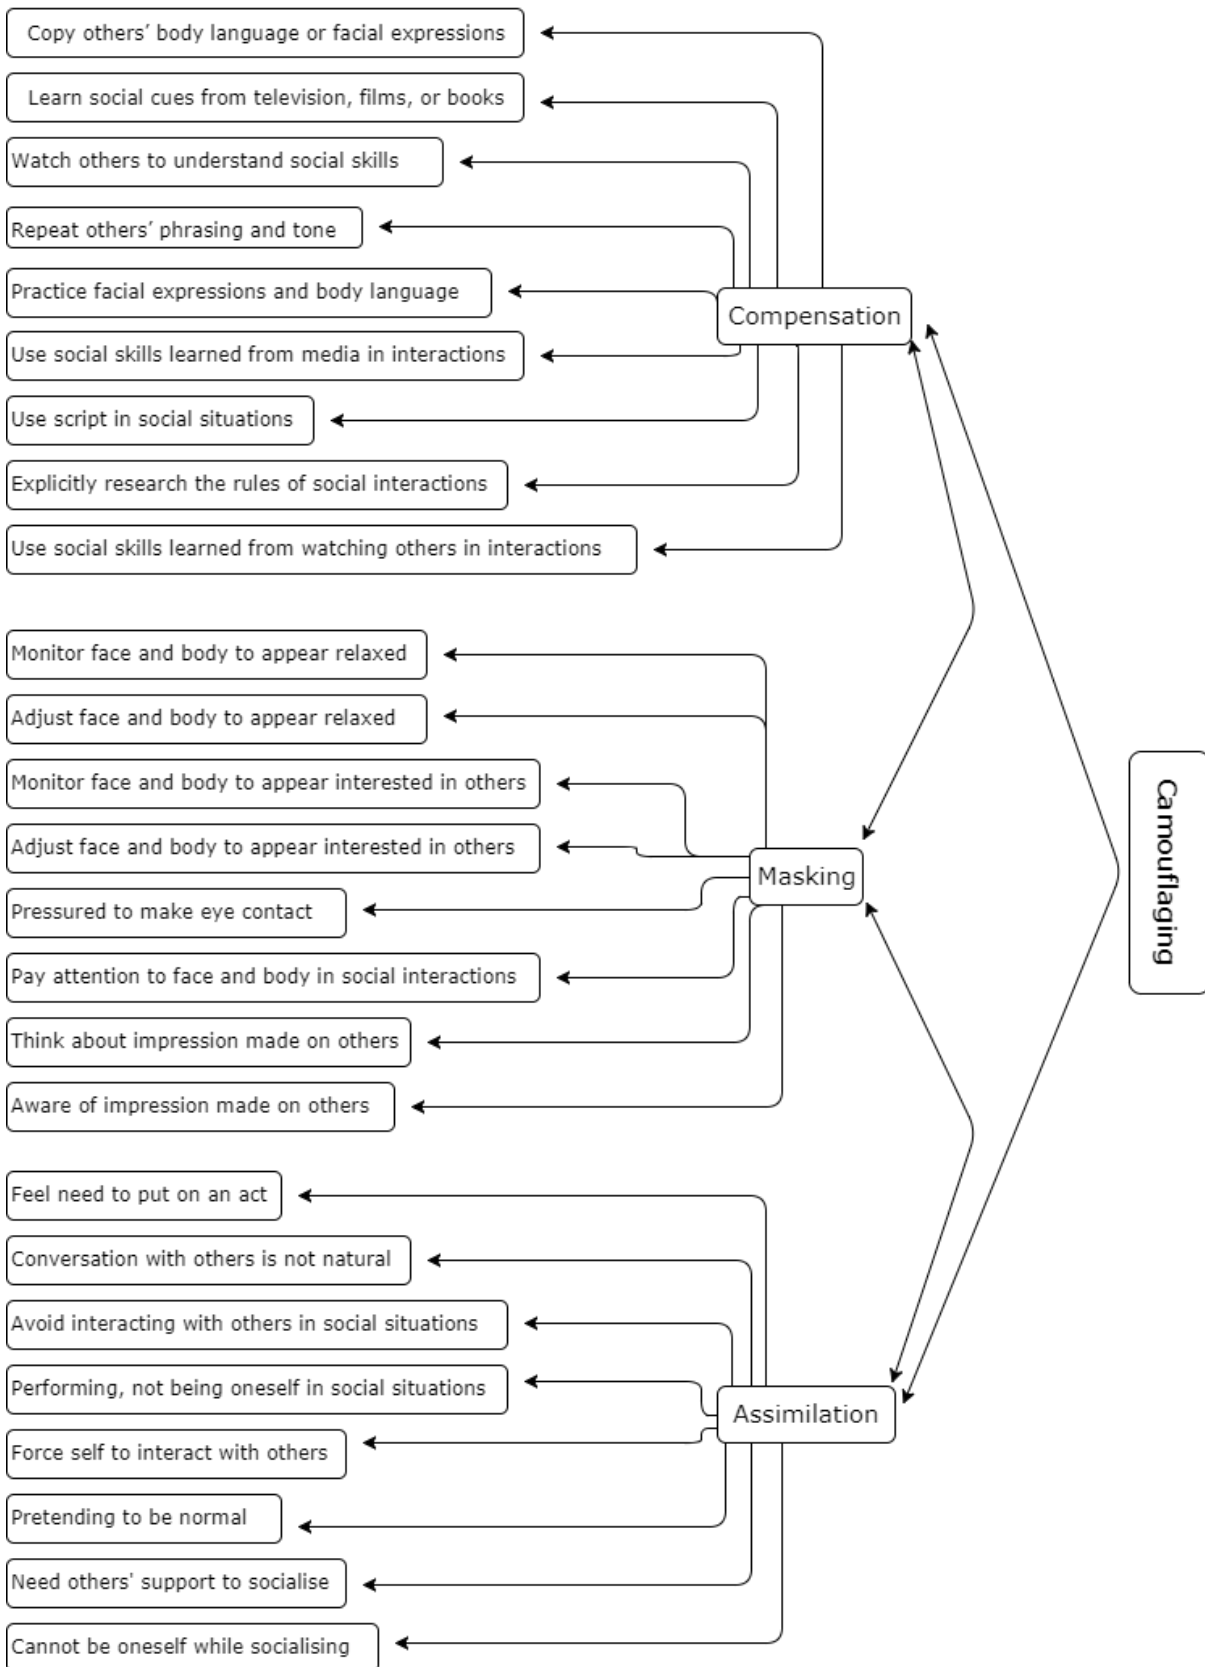 Copy others’ body language or facial expressions
Learn social cues from television, films, or books
Watch others to understand social skills
Repeat others’ phrasing and tone
Practice facial expressions and body language
Compensation
Use social skills learned from media in interactions
Use script in social situations
Explicitly research the rules of social interactions
Use social skills learned from watching others in interactions
Monitor face and body to appear relaxed
Adjust face and body to appear relaxed
Monitor face and body to appear interested in others
Adjust face and body to appear interested in others
Masking
Camouflaging
Pressured to make eye contact
Pay attention to face and body in social interactions
Think about impression made on others
Aware of impression made on others
Feel need to put on an act
Conversation with others is not natural
Avoid interacting with others in social situations
Performing, not being oneself in social situations
Assimilation
Force self to interact with others
Pretending to be normal
Need others' support to socialise
Cannot be oneself while socialising